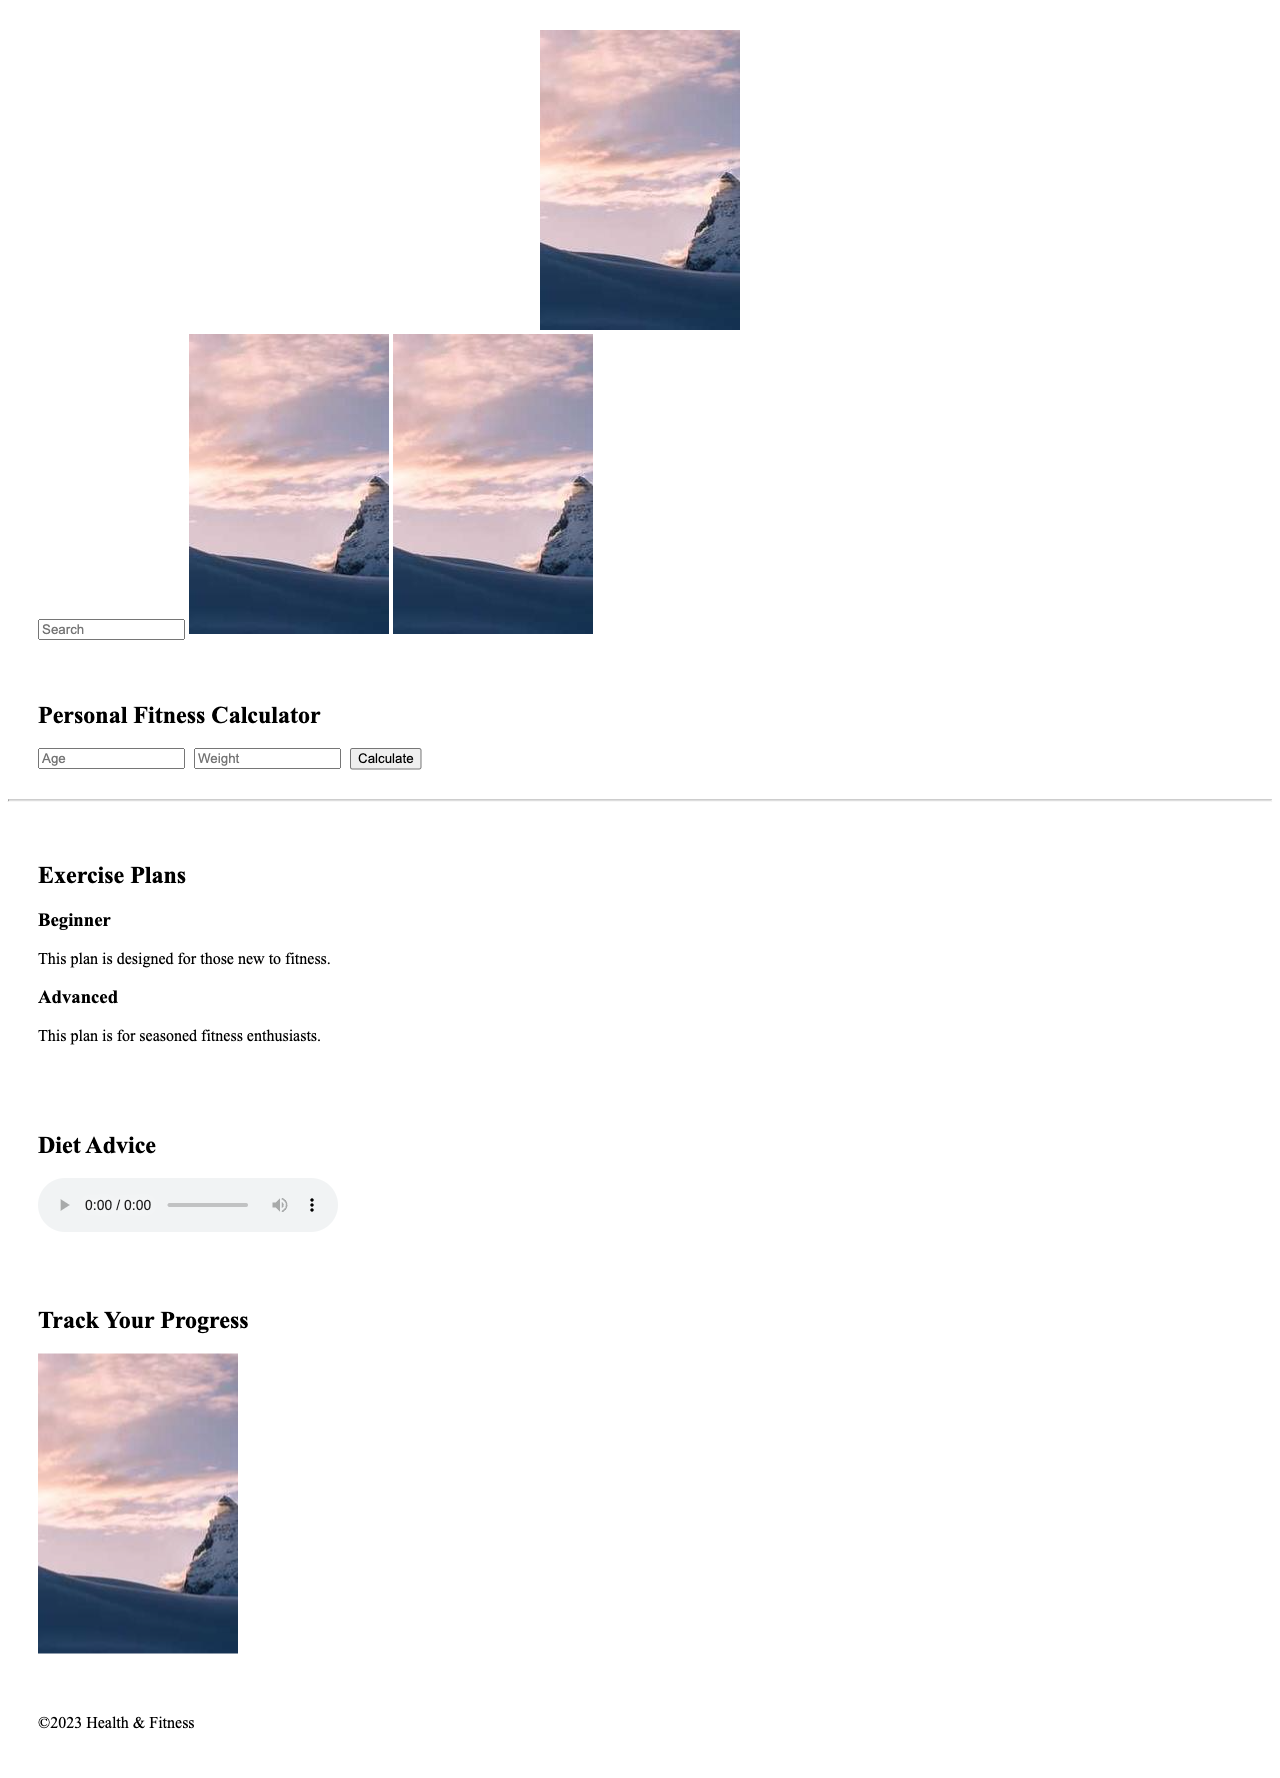 Search
Personal Fitness Calculator
Age Weight Calculate
Exercise Plans
Beginner
This plan is designed for those new to fitness.
Advanced
This plan is for seasoned fitness enthusiasts.
Diet Advice
0:00 / 0:00
Track Your Progress
©2023 Health & Fitness